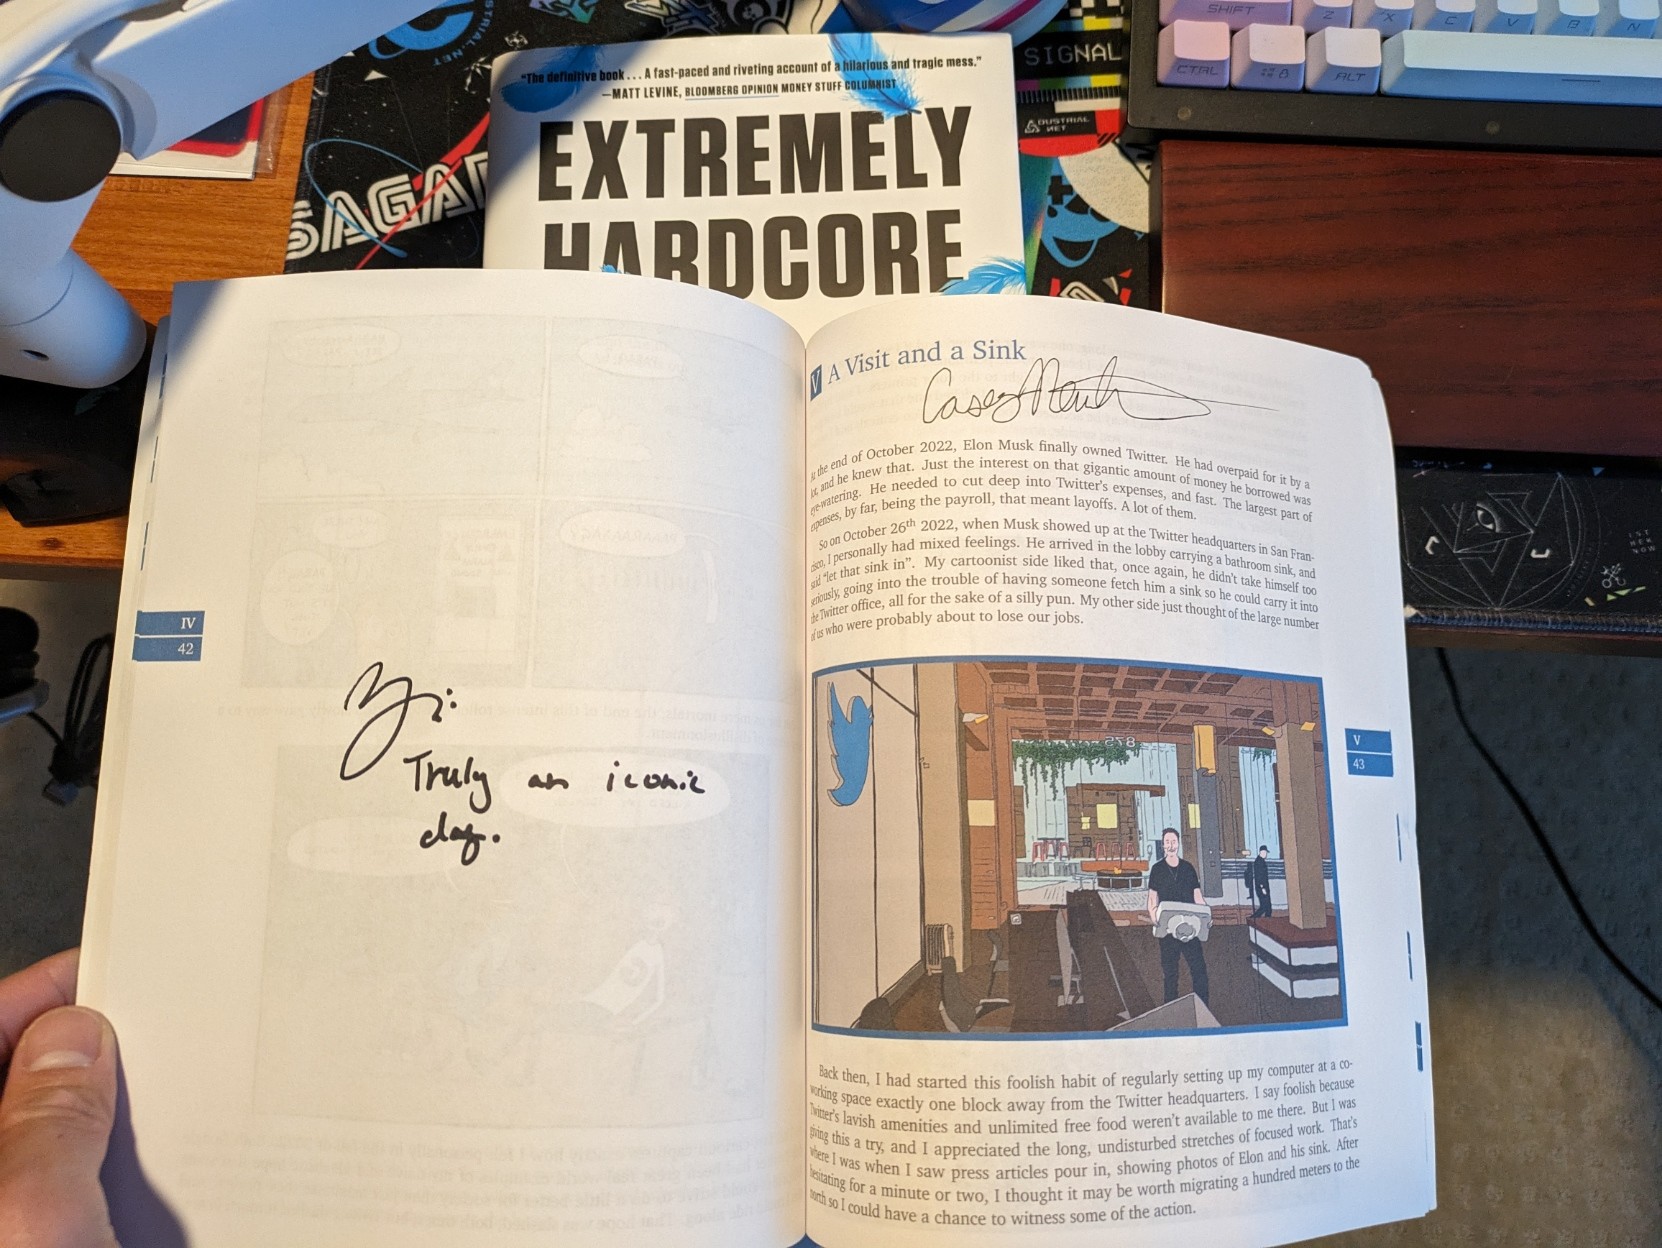 SHIFT Z X C V B N
CTRL ALT
SIGNAL
DUSTRIAL
NET
STRIAL.NET
SAGA
“The definitive book . . . A fast-paced and riveting account of a hilarious and tragic mess.”
—MATT LEVINE, BLOOMBERG OPINION MONEY STUFF COLUMNIST
EXTREMELY
HARDCORE
IV
42
Truly an iconic
day.
V A Visit and a Sink
Casey
the end of October 2022, Elon Musk finally owned Twitter. He had overpaid for it by a
lot, and he knew that. Just the interest on that gigantic amount of money he borrowed was
eye-watering. He needed to cut deep into Twitter's expenses, and fast. The largest part of
expenses, by far, being the payroll, that meant layoffs. A lot of them.
So on October 26th 2022, when Musk showed up at the Twitter headquarters in San Fran-
cisco, I personally had mixed feelings. He arrived in the lobby carrying a bathroom sink, and
said “let that sink in”. My cartoonist side liked that, once again, he didn't take himself too
seriously, going into the trouble of having someone fetch him a sink so he could carry it into
the Twitter office, all for the sake of a silly pun. My other side just thought of the large number
of us who were probably about to lose our jobs.
V
43
Back then, I had started this foolish habit of regularly setting up my computer at a co-
working space exactly one block away from the Twitter headquarters. I say foolish because
Twitter's lavish amenities and unlimited free food weren't available to me there. But I was
giving this a try, and I appreciated the long, undisturbed stretches of focused work. That's
where I was when I saw press articles pour in, showing photos of Elon and his sink. After
hesitating for a minute or two, I thought it may be worth migrating a hundred meters to the
north so I could have a chance to witness some of the action.